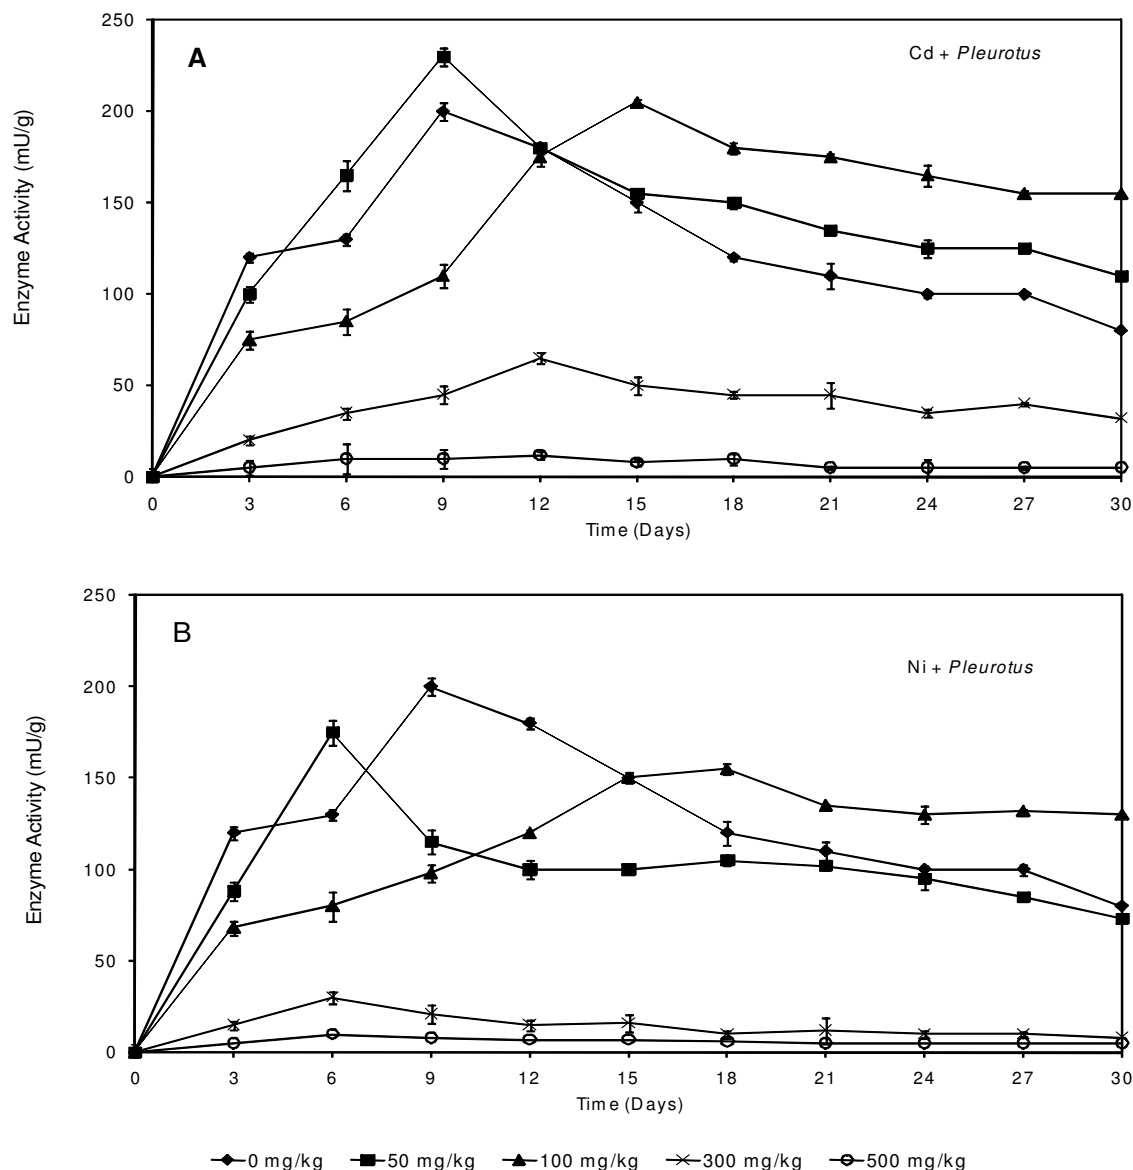 250
A
Cd + Pleurotus
200
150
100
50
0
Enzyme Activity (mU/g)
0 3 6 9 12 15 18 21 24 27 30
Time (Days)
250
B
Ni + Pleurotus
200
150
100
50
0
Enzyme Activity (mU/g)
0 3 6 9 12 15 18 21 24 27 30
Time (Days)
0 mg/kg 50 mg/kg 100 mg/kg 300 mg/kg 500 mg/kg